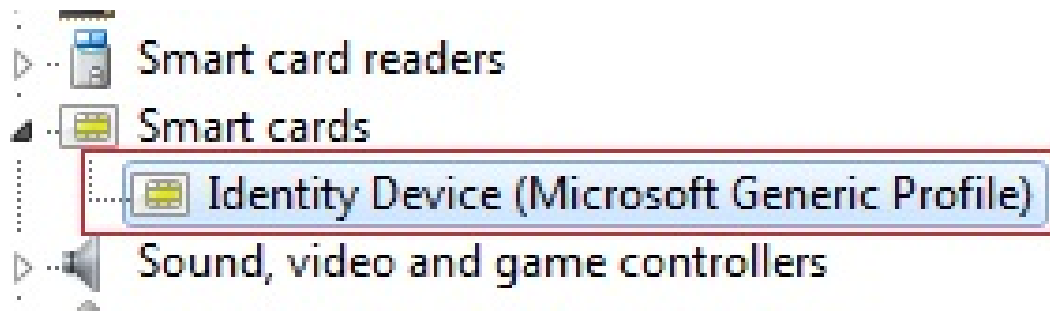 Smart card readers
Smart cards
Identity Device (Microsoft Generic Profile)
Sound, video and game controllers